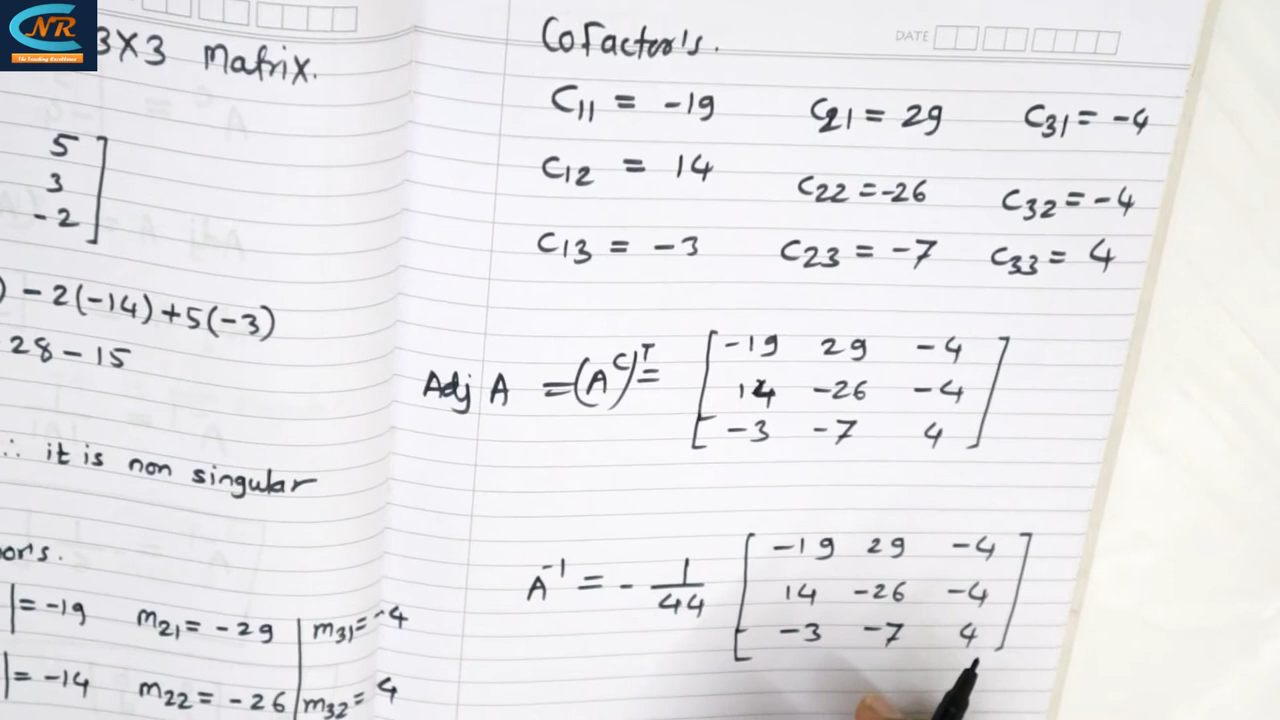 NR
The Teaching Excellence
3X3 Matrix.
5
3
-2
) - 2(-14) + 5(-3)
28 - 15
∴ it is non singular
or's.
| = -19 m21 = -29 | m31 = -4
| = -14 m22 = -26 | m32 = 4
DATE
Cofactor's.
C11 = -19 C21 = 29 C31 = -4
C12 = 14 C22 = -26 C32 = -4
C13 = -3 C23 = -7 C33 = 4
Adj A = (A^C)^T = [ -19 29 -4
14 -26 -4
-3 -7 4 ]
A^-1 = - 1/44 [ -19 29 -4
14 -26 -4
-3 -7 4 ]